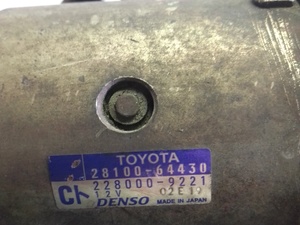 TOYOTA
28100-64430
228000-9221
12V
DENSO MADE IN JAPAN